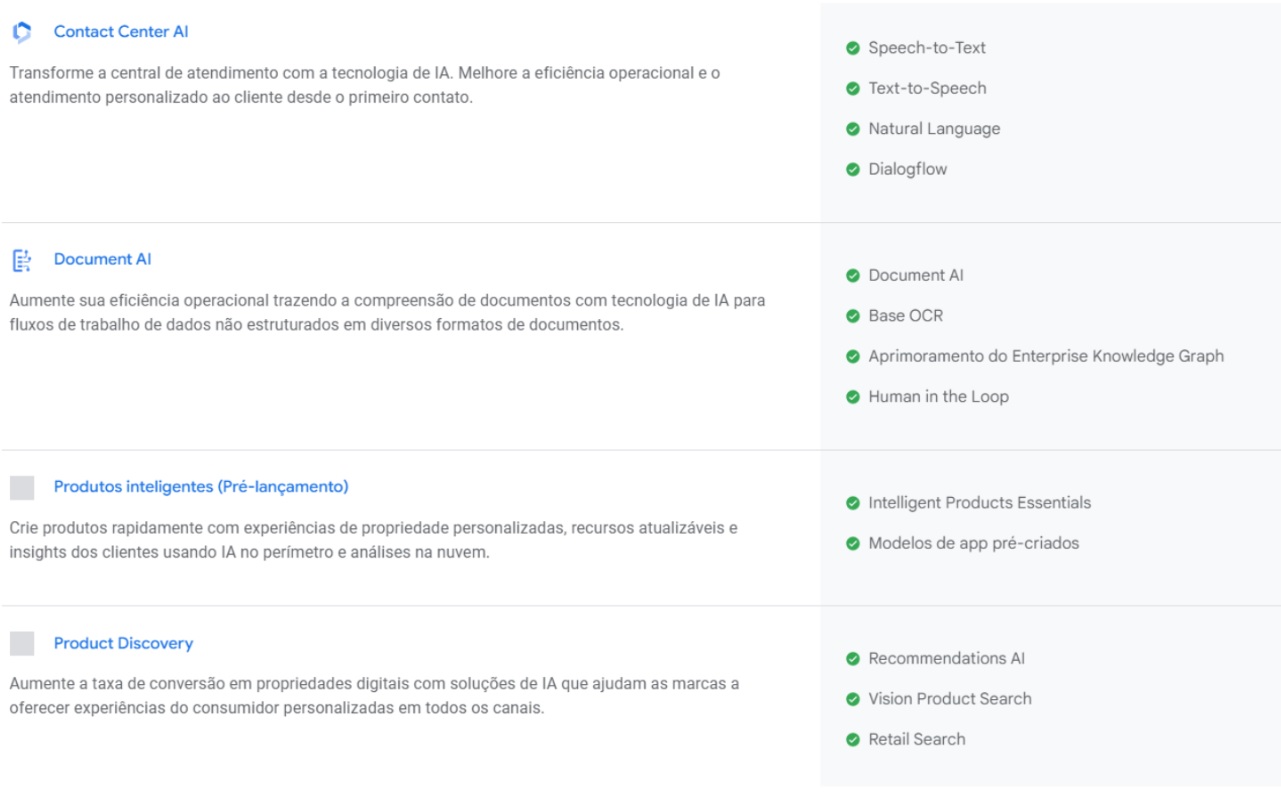 Contact Center AI
Transforme a central de atendimento com a tecnologia de IA. Melhore a eficiência operacional e o
atendimento personalizado ao cliente desde o primeiro contato.
Speech-to-Text
Text-to-Speech
Natural Language
Dialogflow
Document AI
Aumente sua eficiência operacional trazendo a compreensão de documentos com tecnologia de IA para
fluxos de trabalho de dados não estruturados em diversos formatos de documentos.
Document AI
Base OCR
Aprimoramento do Enterprise Knowledge Graph
Human in the Loop
Produtos inteligentes (Pré-lançamento)
Crie produtos rapidamente com experiências de propriedade personalizadas, recursos atualizáveis e
insights dos clientes usando IA no perímetro e análises na nuvem.
Intelligent Products Essentials
Modelos de app pré-criados
Product Discovery
Aumente a taxa de conversão em propriedades digitais com soluções de IA que ajudam as marcas a
oferecer experiências do consumidor personalizadas em todos os canais.
Recommendations AI
Vision Product Search
Retail Search